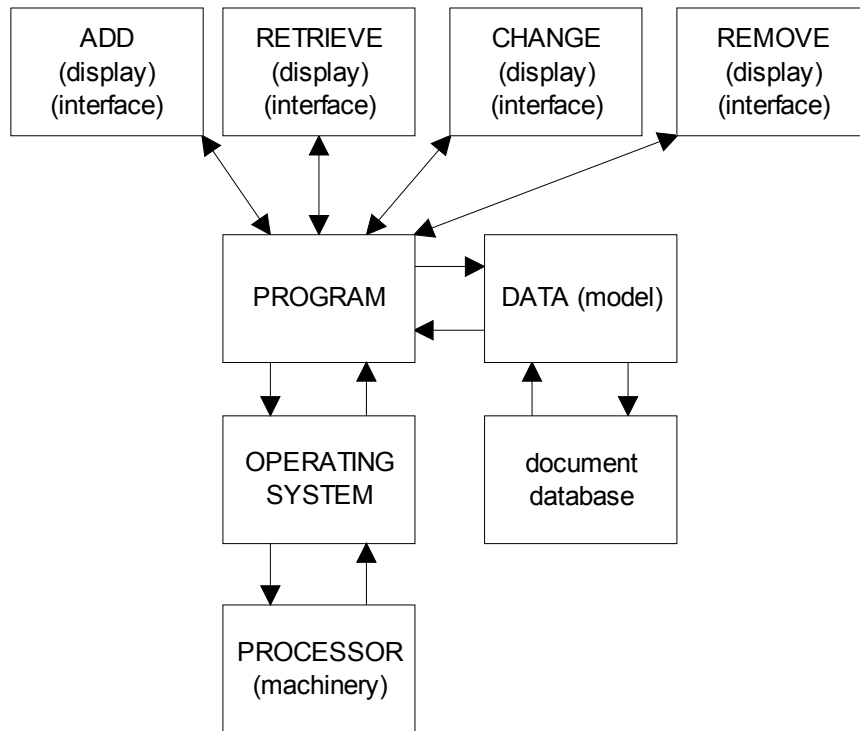 ADD
(display)
(interface)
RETRIEVE
(display)
(interface)
CHANGE
(display)
(interface)
REMOVE
(display)
(interface)
PROGRAM
DATA (model)
OPERATING
SYSTEM
document
database
PROCESSOR
(machinery)